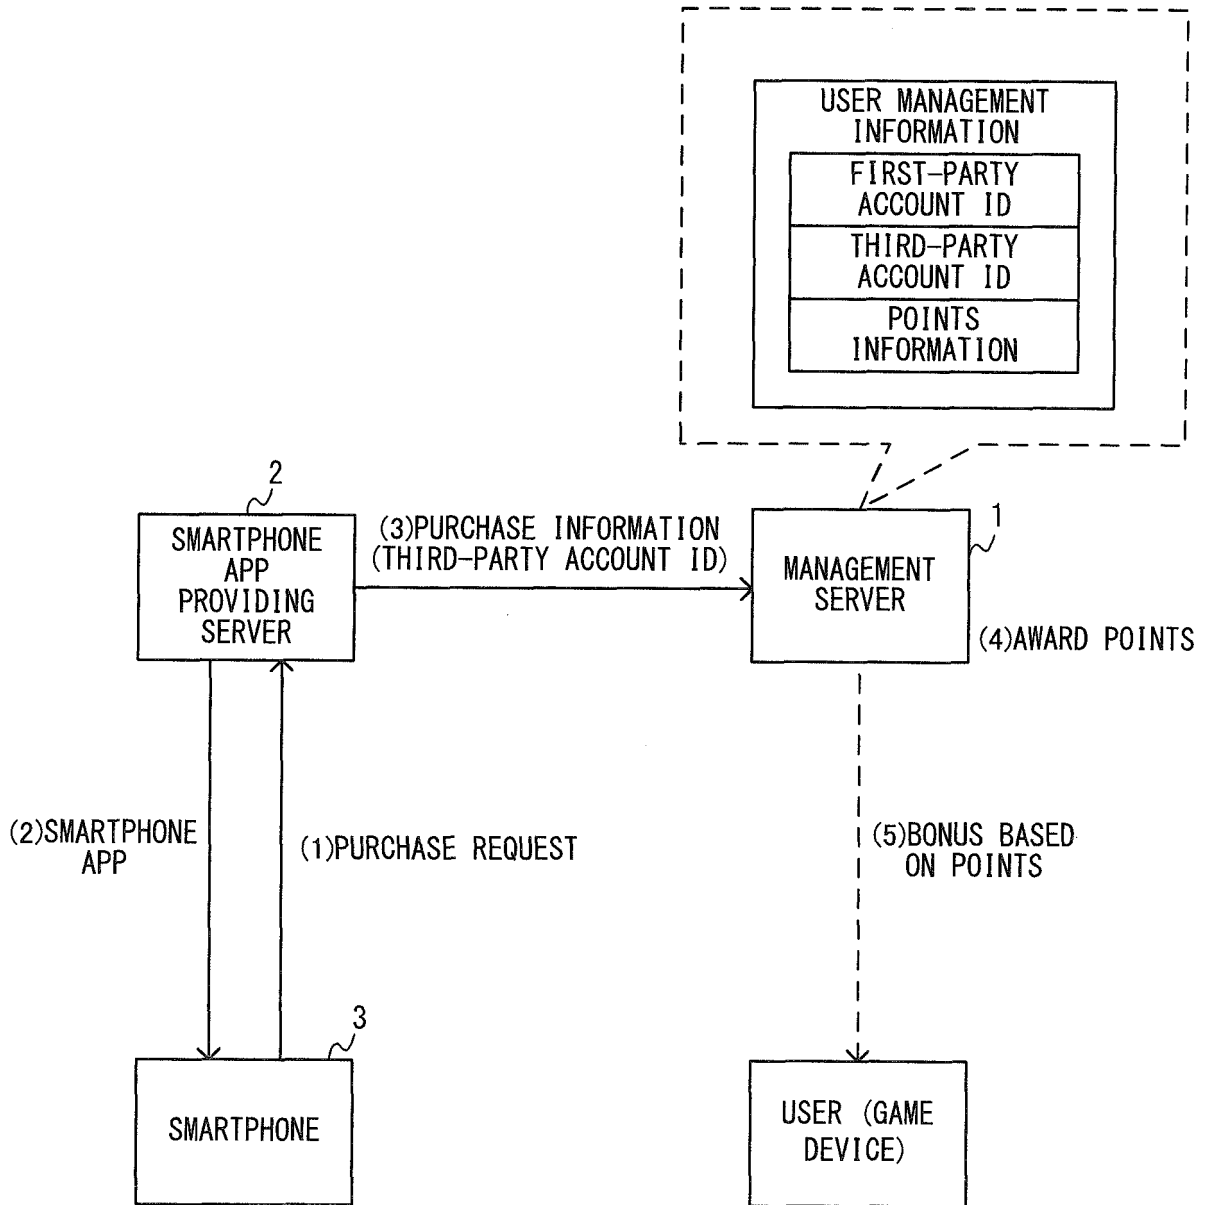 USER MANAGEMENT
INFORMATION
FIRST-PARTY
ACCOUNT ID
THIRD-PARTY
ACCOUNT ID
POINTS
INFORMATION
2
SMARTPHONE
APP
PROVIDING
SERVER
(3)PURCHASE INFORMATION
(THIRD-PARTY ACCOUNT ID)
1
MANAGEMENT
SERVER
(4)AWARD POINTS
(2)SMARTPHONE
APP
(1)PURCHASE REQUEST
(5)BONUS BASED
ON POINTS
3
SMARTPHONE
USER (GAME
DEVICE)